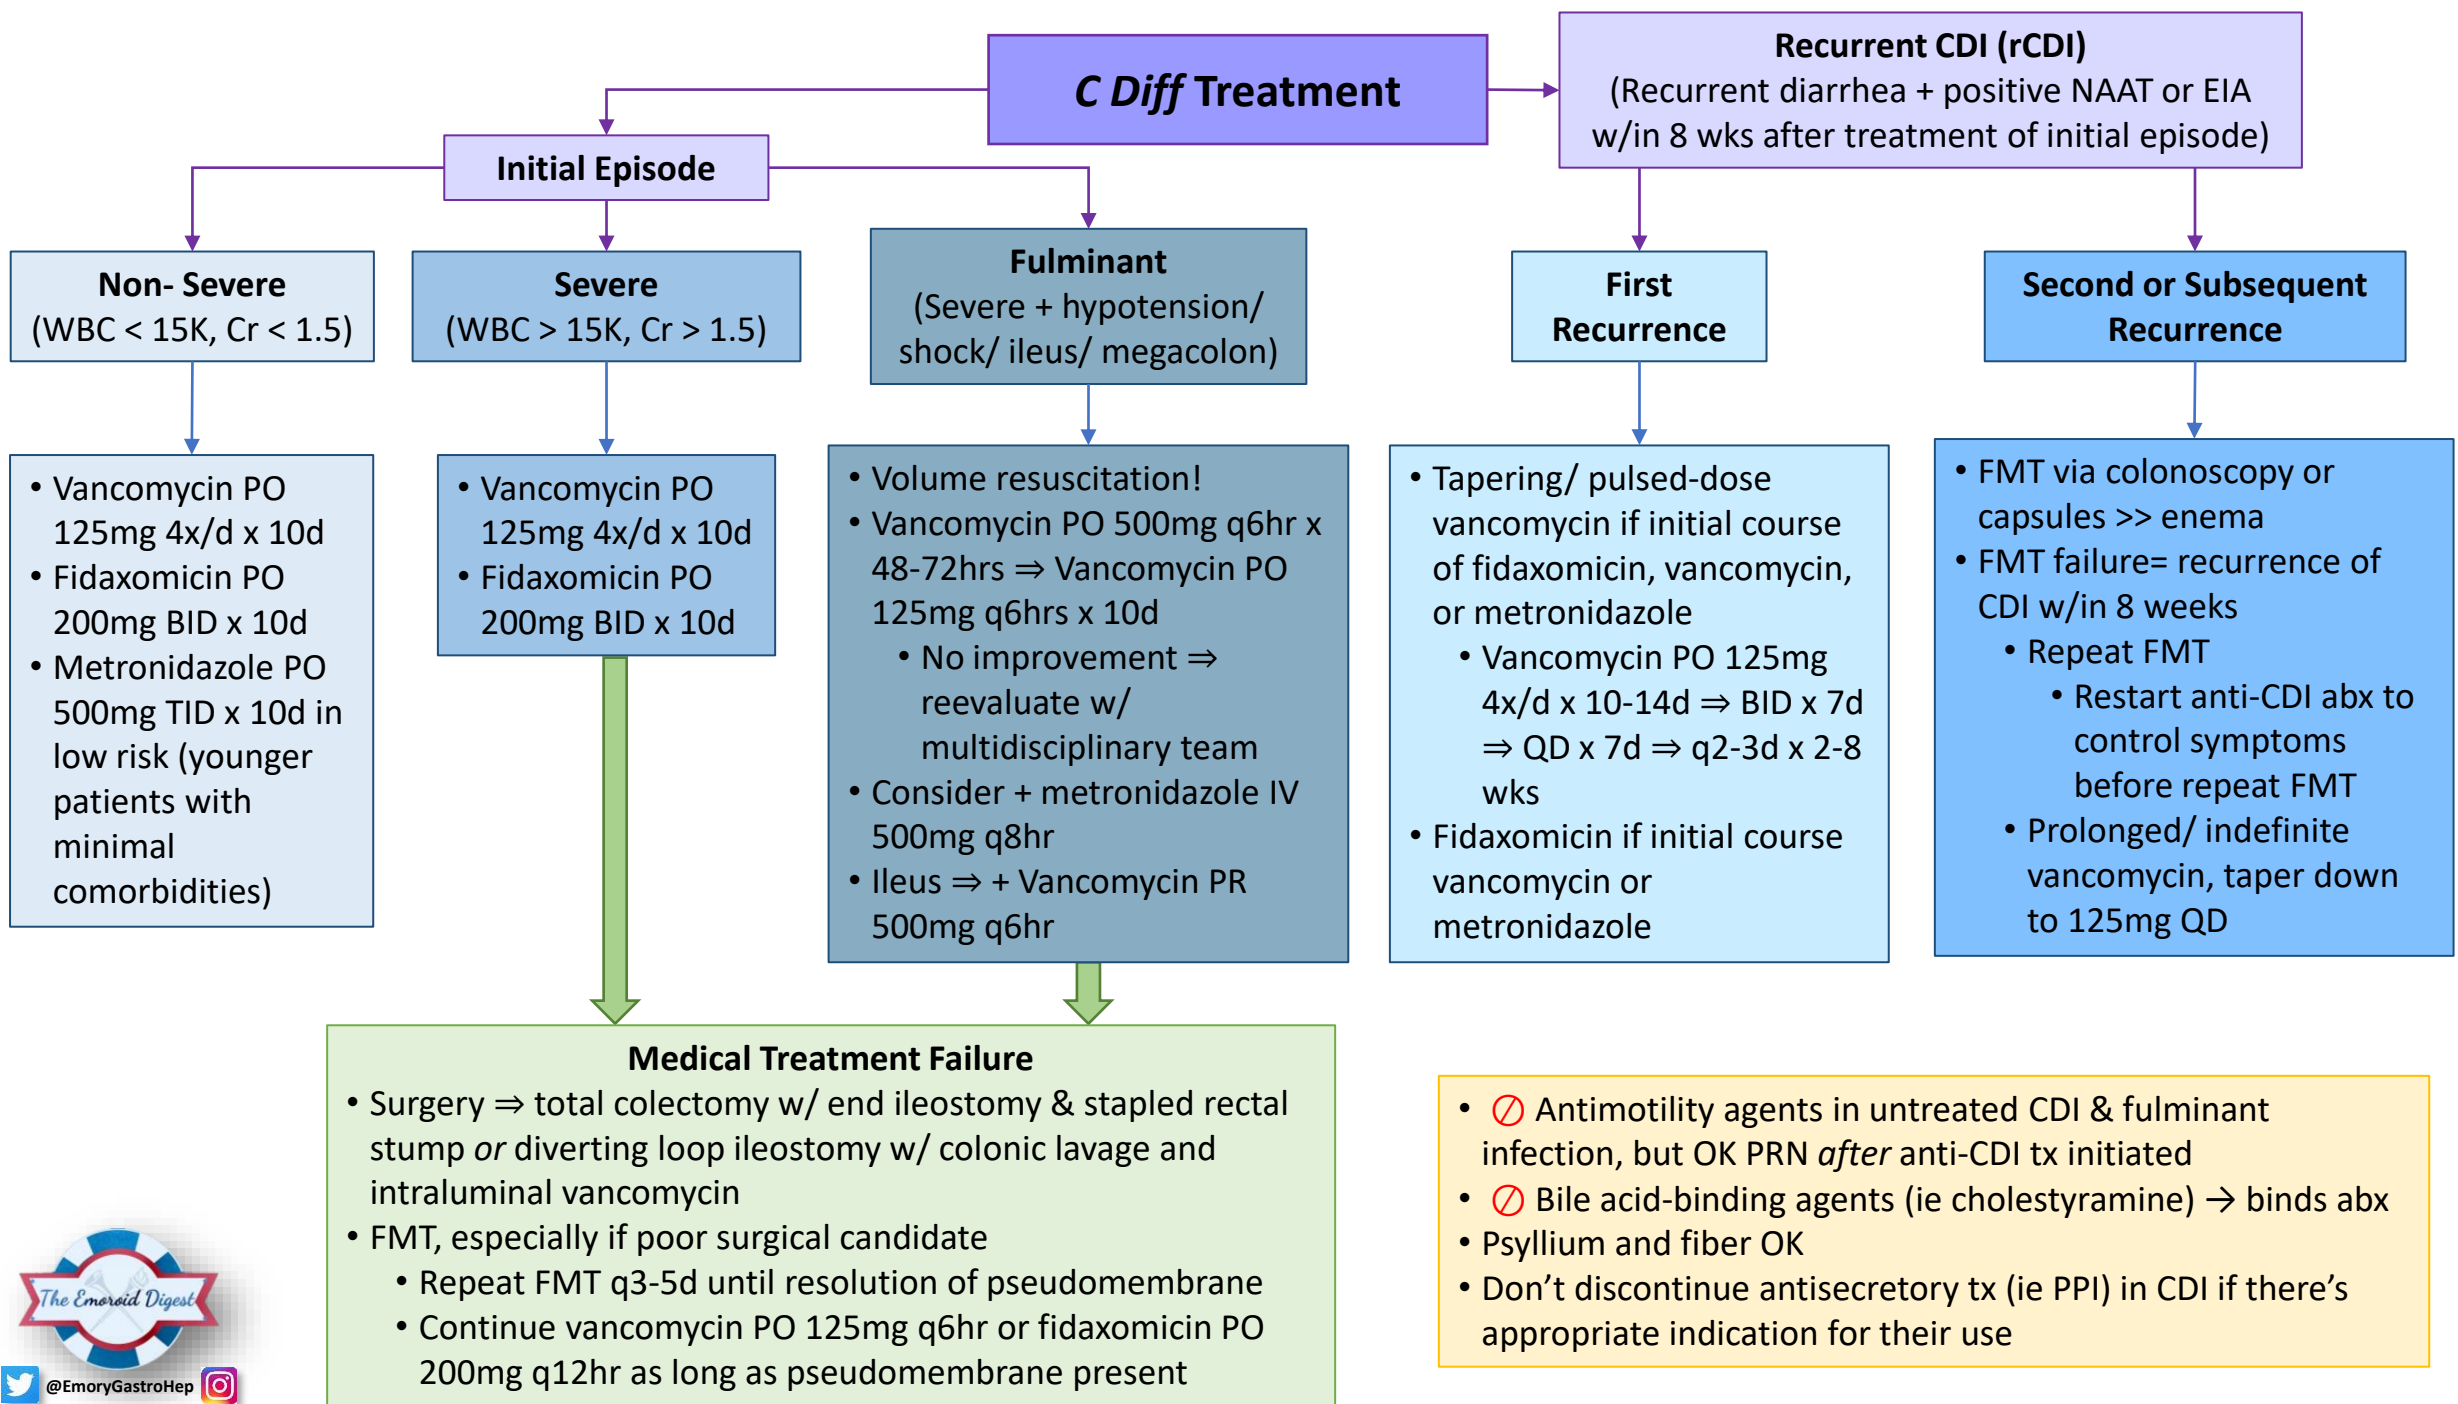 C Diff Treatment
Recurrent CDI (rCDI)
(Recurrent diarrhea + positive NAAT or EIA
w/in 8 wks after treatment of initial episode)
Initial Episode
Non- Severe
(WBC < 15K, Cr < 1.5)
Severe
(WBC > 15K, Cr > 1.5)
Fulminant
(Severe + hypotension/
shock/ ileus/ megacolon)
First
Recurrence
Second or Subsequent
Recurrence
• Vancomycin PO
125mg 4x/d x 10d
• Fidaxomicin PO
200mg BID x 10d
• Metronidazole PO
500mg TID x 10d in
low risk (younger
patients with
minimal
comorbidities)
• Vancomycin PO
125mg 4x/d x 10d
• Fidaxomicin PO
200mg BID x 10d
• Volume resuscitation!
• Vancomycin PO 500mg q6hr x
48-72hrs ⇒ Vancomycin PO
125mg q6hrs x 10d
• No improvement ⇒
reevaluate w/
multidisciplinary team
• Consider + metronidazole IV
500mg q8hr
• Ileus ⇒ + Vancomycin PR
500mg q6hr
• Tapering/ pulsed-dose
vancomycin if initial course
of fidaxomicin, vancomycin,
or metronidazole
• Vancomycin PO 125mg
4x/d x 10-14d ⇒ BID x 7d
⇒ QD x 7d ⇒ q2-3d x 2-8
wks
• Fidaxomicin if initial course
vancomycin or
metronidazole
• FMT via colonoscopy or
capsules >> enema
• FMT failure= recurrence of
CDI w/in 8 weeks
• Repeat FMT
• Restart anti-CDI abx to
control symptoms
before repeat FMT
• Prolonged/ indefinite
vancomycin, taper down
to 125mg QD
Medical Treatment Failure
• Surgery ⇒ total colectomy w/ end ileostomy & stapled rectal
stump or diverting loop ileostomy w/ colonic lavage and
intraluminal vancomycin
• FMT, especially if poor surgical candidate
• Repeat FMT q3-5d until resolution of pseudomembrane
• Continue vancomycin PO 125mg q6hr or fidaxomicin PO
200mg q12hr as long as pseudomembrane present
• Antimotility agents in untreated CDI & fulminant
infection, but OK PRN after anti-CDI tx initiated
• Bile acid-binding agents (ie cholestyramine) → binds abx
• Psyllium and fiber OK
• Don't discontinue antisecretory tx (ie PPI) in CDI if there's
appropriate indication for their use
The Emoroid Digest
@EmoryGastroHep